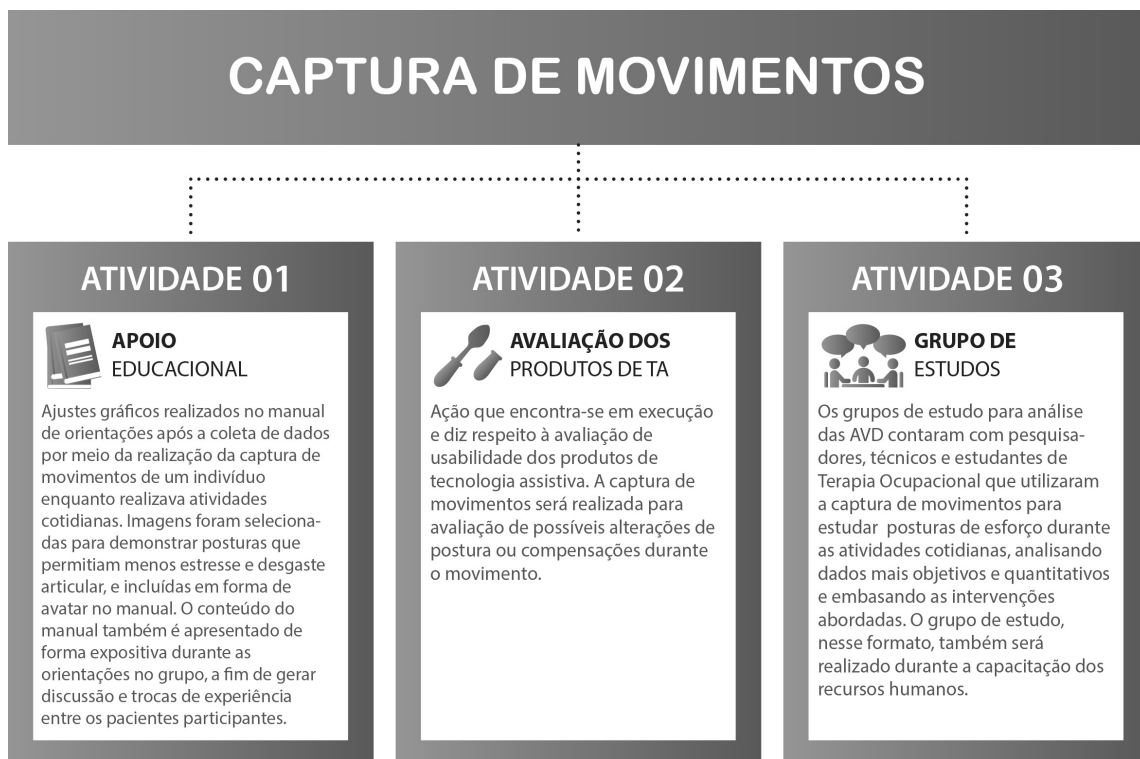 CAPTURA DE MOVIMENTOS
ATIVIDADE 01
APOIO
EDUCACIONAL
Ajustes gráficos realizados no manual
de orientações após a coleta de dados
por meio da realização da captura de
movimentos de um indivíduo
enquanto realizava atividades
cotidianas. Imagens foram seleciona-
das para demonstrar posturas que
permitiam menos estresse e desgaste
articular, e incluídas em forma de
avatar no manual. O conteúdo do
manual também é apresentado de
forma expositiva durante as
orientações no grupo, a fim de gerar
discussão e trocas de experiência
entre os pacientes participantes.
ATIVIDADE 02
AVALIAÇÃO DOS
PRODUTOS DE TA
Ação que encontra-se em execução
e diz respeito à avaliação de
usabilidade dos produtos de
tecnologia assistiva. A captura de
movimentos será realizada para
avaliação de possíveis alterações de
postura ou compensações durante
o movimento.
ATIVIDADE 03
GRUPO DE
ESTUDOS
Os grupos de estudo para análise
das AVD contaram com pesquisa-
dores, técnicos e estudantes de
Terapia Ocupacional que utilizaram
a captura de movimentos para
estudar  posturas de esforço durante
as atividades cotidianas, analisando
dados mais objetivos e quantitativos
e embasando as intervenções
abordadas. O grupo de estudo,
nesse formato, também será
realizado durante a capacitação dos
recursos humanos.